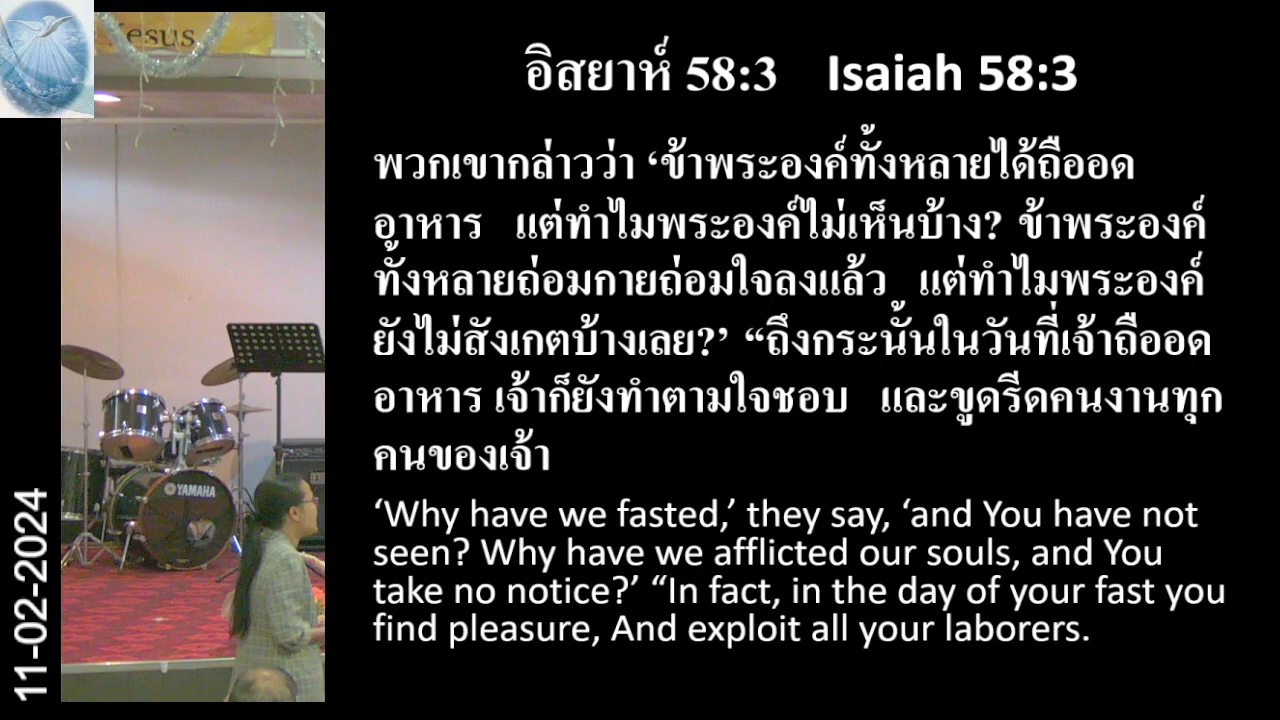 Jesus
อิสยาห์ 58:3 Isaiah 58:3
พวกเขากล่าวว่า ‘ข้าพระองค์ทั้งหลายได้ถืออด
อาหาร แต่ทำไมพระองค์ไม่เห็นบ้าง? ข้าพระองค์
ทั้งหลายถ่อมกายถ่อมใจลงแล้ว แต่ทำไมพระองค์
ยังไม่สังเกตบ้างเลย?’ “ถึงกระนั้นในวันที่เจ้าถืออด
อาหาร เจ้าก็ยังทำตามใจชอบ และขูดรีดคนงานทุก
คนของเจ้า
‘Why have we fasted,’ they say, ‘and You have not
seen? Why have we afflicted our souls, and You
take no notice?’ “In fact, in the day of your fast you
find pleasure, And exploit all your laborers.
YAMAHA
11-02-2024